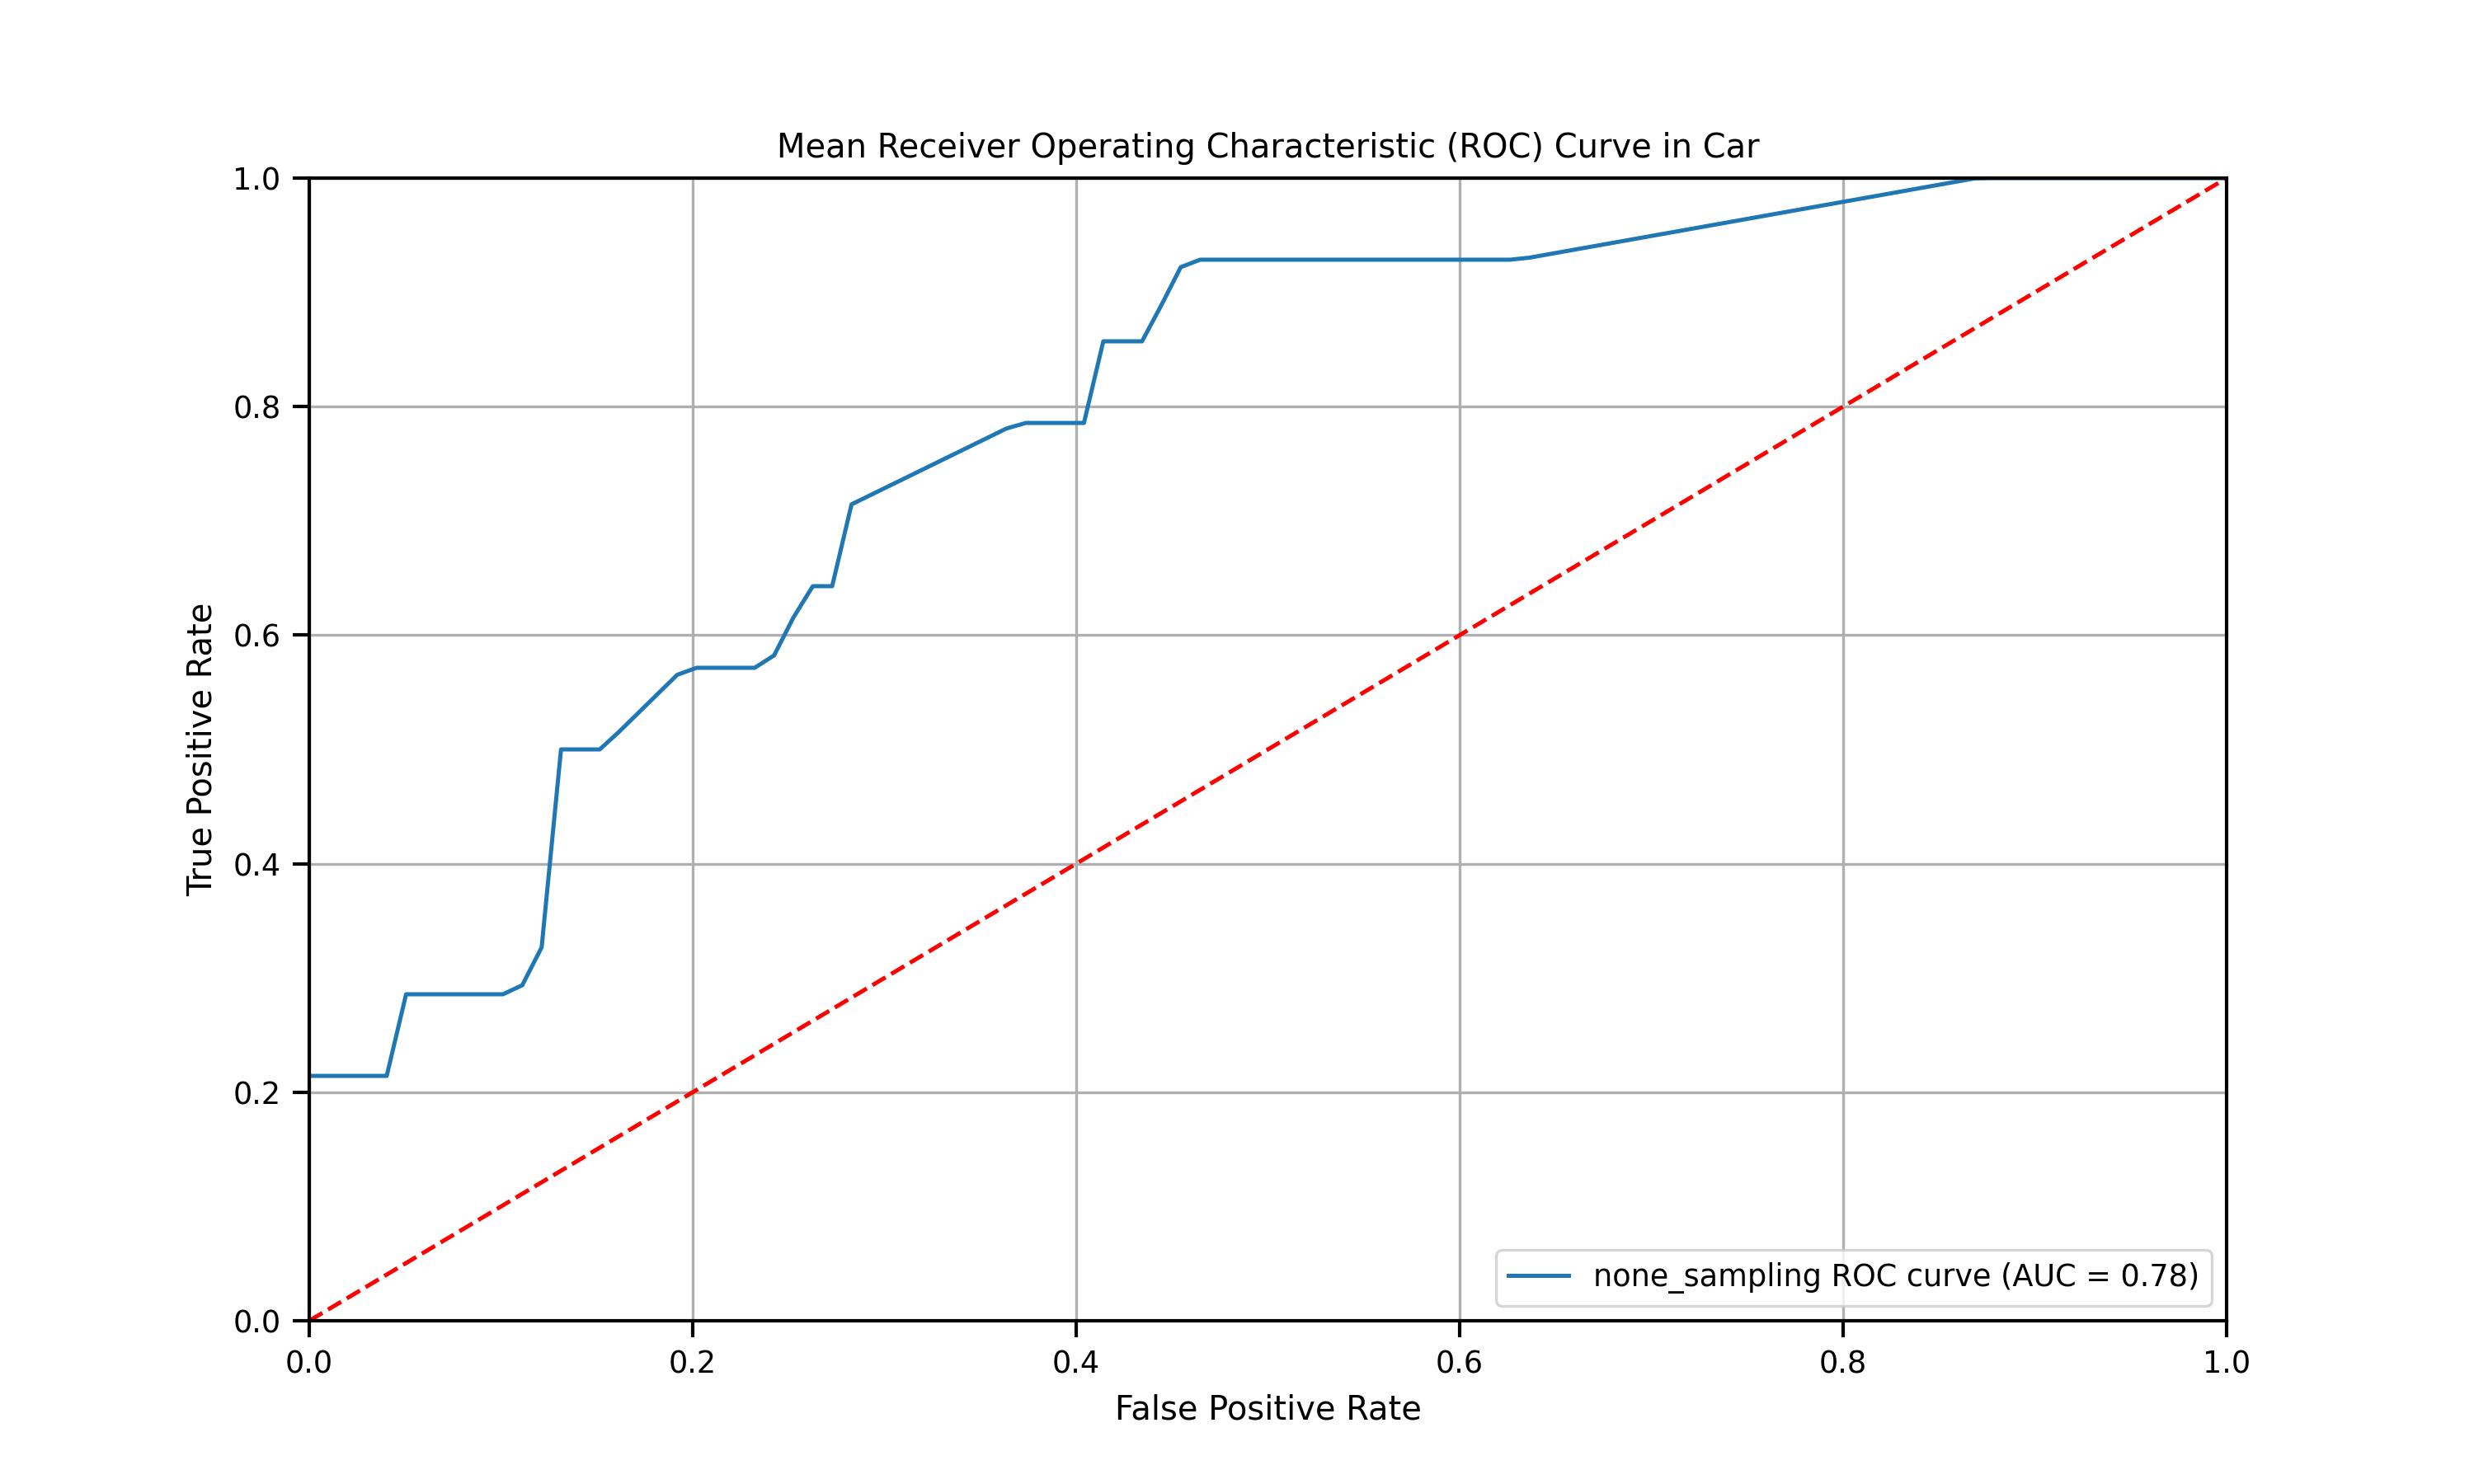 Mean Receiver Operating Characteristic (ROC) Curve in Car
1.0
0.8
0.6
0.4
0.2
0.0
True Positive Rate
none_sampling ROC curve (AUC = 0.78)
0.0 0.2 0.4 0.6 0.8 1.0
False Positive Rate